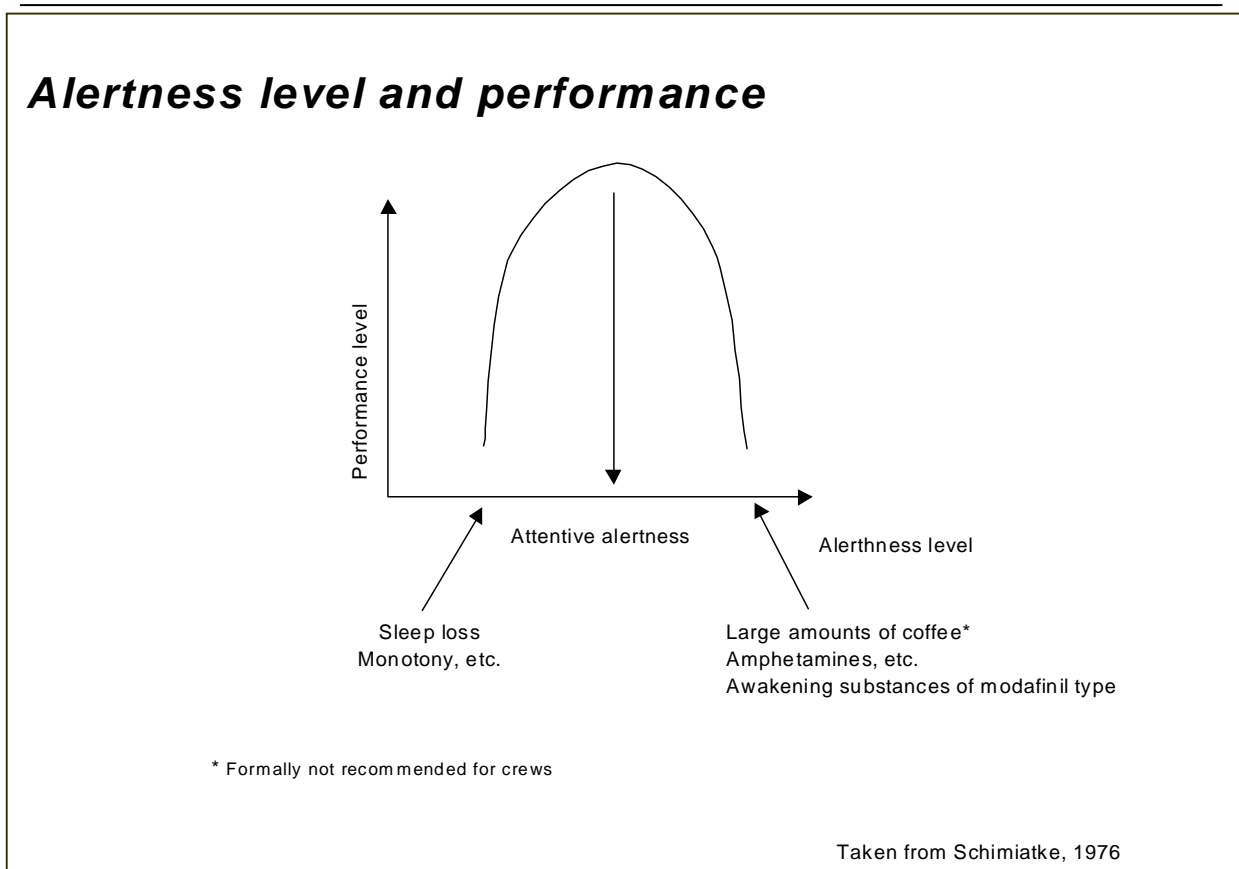 Alertness level and performance
Performance level
Attentive alertness
Alerthness level
Sleep loss
Monotony, etc.
Large amounts of coffee*
Amphetamines, etc.
Awakening substances of modafinil type
* Formally not recommended for crews
Taken from Schimiatke, 1976